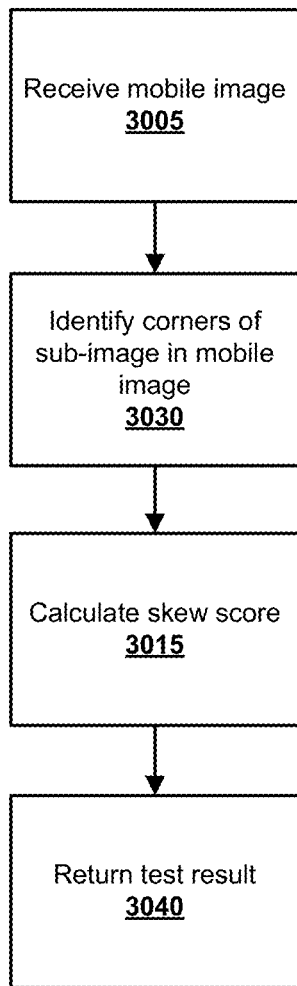 Receive mobile image
3005
Identify corners of
sub-image in mobile
image
3030
Calculate skew score
3015
Return test result
3040